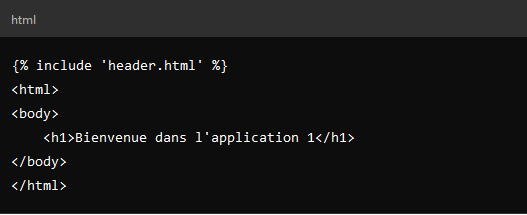 html
{% include 'header.html' %}
<html>
<body>
    <h1>Bienvenue dans l'application 1</h1>
</body>
</html>